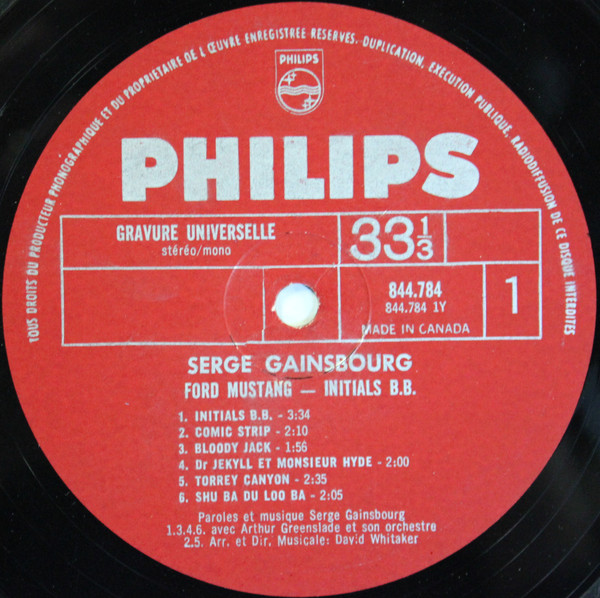 TOUS DROITS DU PRODUCTEUR PHONOGRAPHIQUE ET DU PROPRIETAIRE DE L'ŒUVRE ENREGISTREE RESERVES. DUPLICATION, EXECUTION PUBLIQUE, RADIODIFFUSION DE CE DISQUE INTERDITES
PHILIPS
PHILIPS
GRAVURE UNIVERSELLE
stéréo/mono
33 1/3
844.784
844.784 1Y
MADE IN CANADA
1
SERGE GAINSBOURG
FORD MUSTANG — INITIALS B.B.
1. INITIALS B.B. - 3:34
2. COMIC STRIP - 2:10
3. BLOODY JACK - 1:56
4. Dr JEKYLL ET MONSIEUR HYDE - 2:00
5. TORREY CANYON - 2:35
6. SHU BA DU LOO BA - 2:05
Paroles et musique Serge Gainsbourg
1.3.4.6. avec Arthur Greenslade et son orchestre
2.5. Arr. et Dir. Musicale: David Whitaker